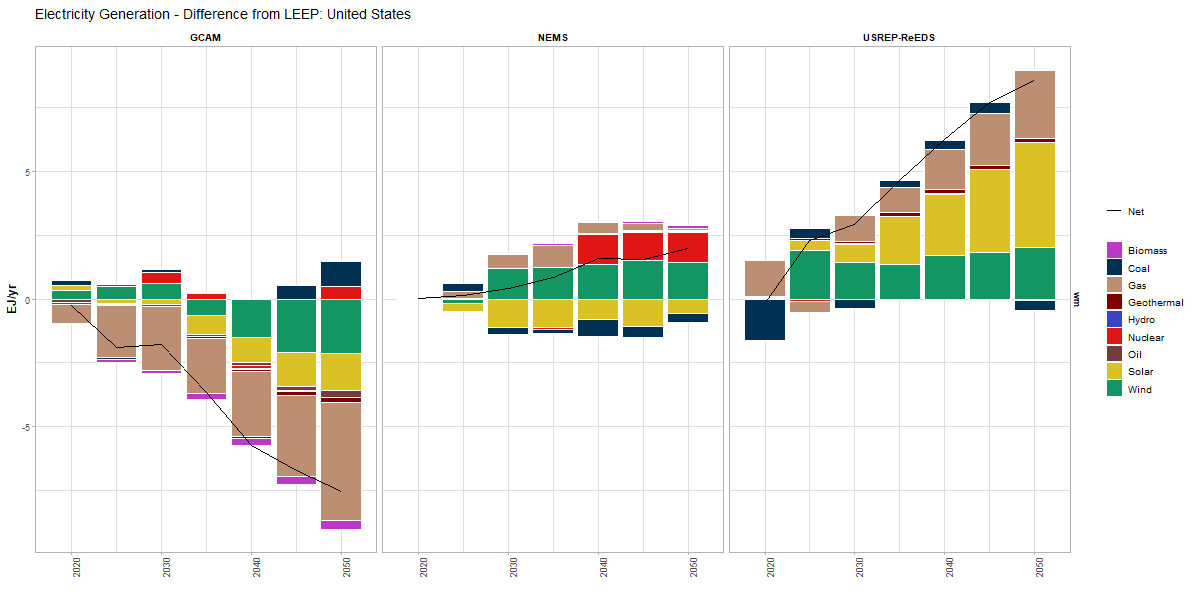 Electricity Generation - Difference from LEEP: United States
GCAM
NEMS
USREP-ReEDS
EJ/yr
5
0
-5
wm
2020
2030
2040
2050
2020
2030
2040
2050
2020
2030
2040
2050
Net
Biomass
Coal
Gas
Geothermal
Hydro
Nuclear
Oil
Solar
Wind